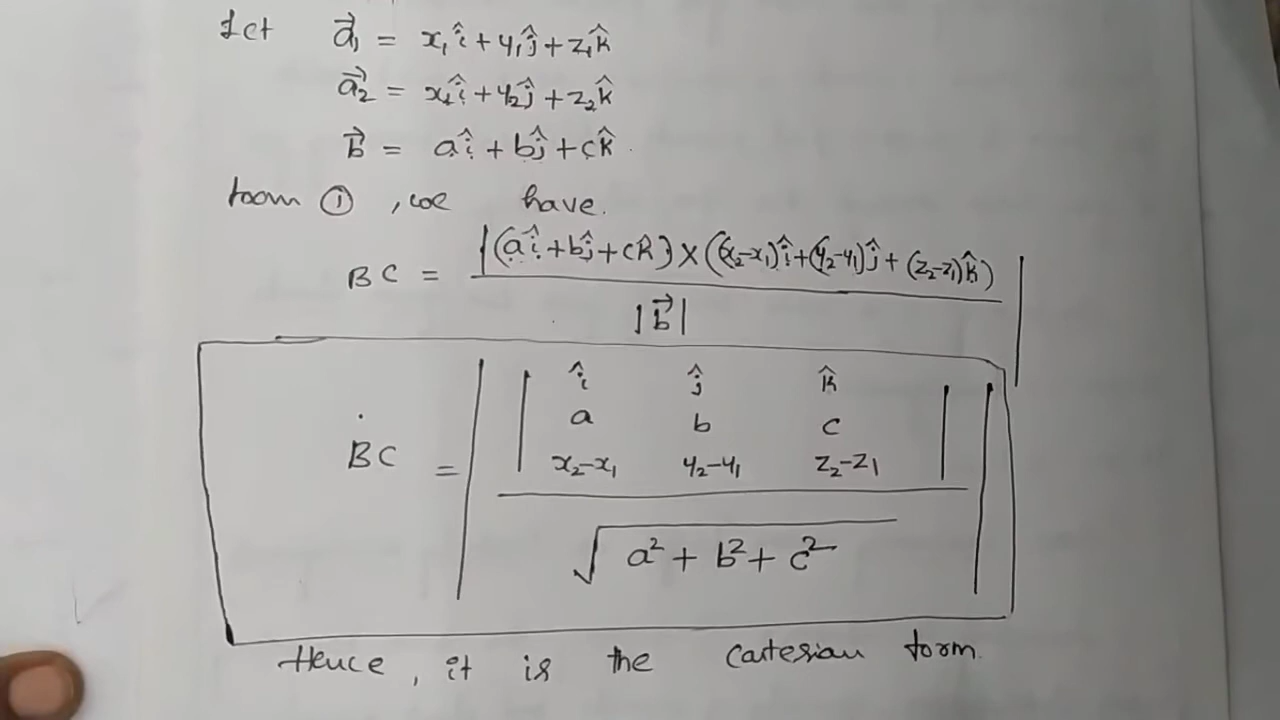 Let a⃗₁ = x₁î + y₁ĵ + z₁k̂
a⃗₂ = x₂î + y₂ĵ + z₂k̂
b⃗ = aî + bĵ + ck̂
from ①, we have.
BC = |(aî + bĵ + ck̂) × ((x₂-x₁)î + (y₂-y₁)ĵ + (z₂-z₁)k̂)|
|b⃗|
î ĵ k̂
a b c
BC = x₂-x₁ y₂-y₁ z₂-z₁
√a² + b² + c²
Hence, it is the Cartesian form.